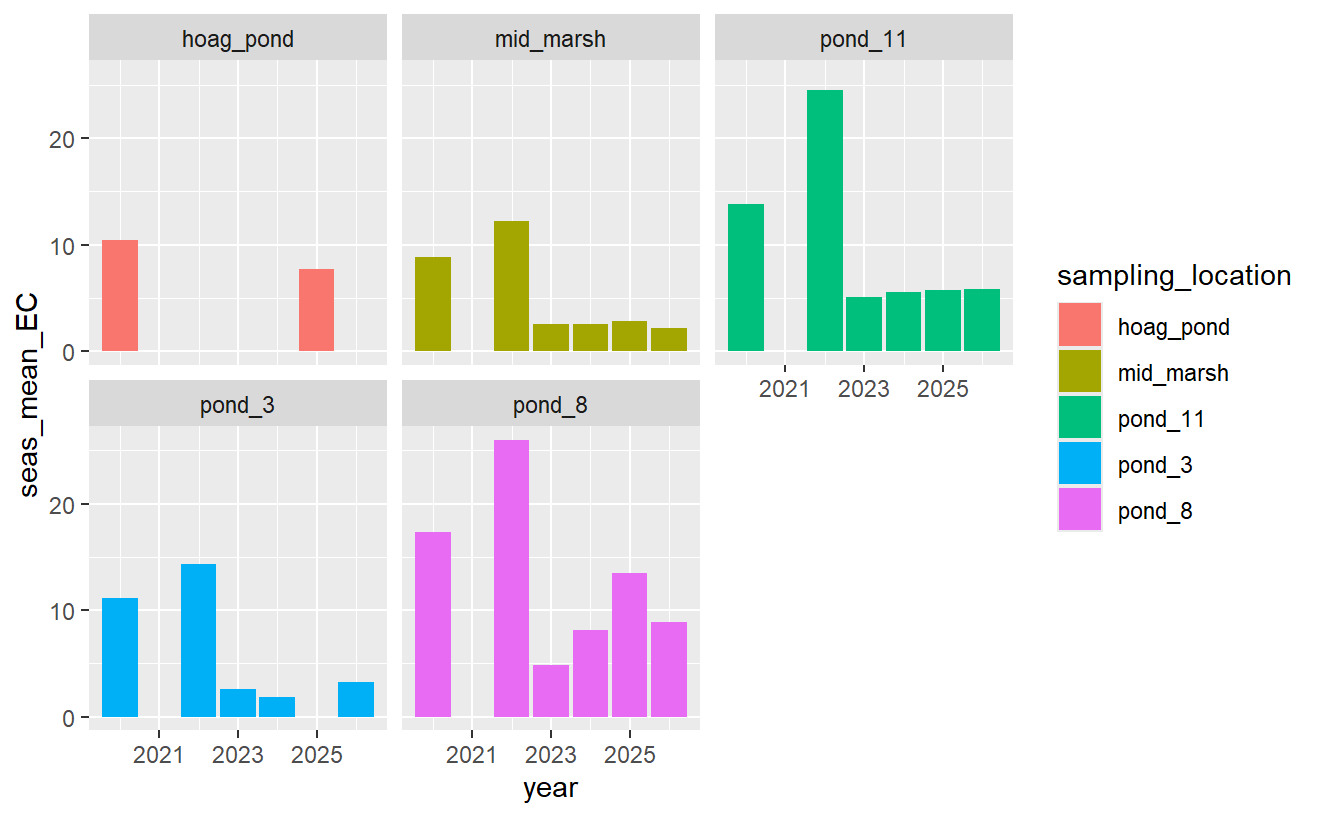 hoag_pond
mid_marsh
pond_11
20
10
0
2021
2023
2025
pond_3
pond_8
20
10
0
2021
2023
2025
2021
2023
2025
year
seas_mean_EC
sampling_location
hoag_pond
mid_marsh
pond_11
pond_3
pond_8